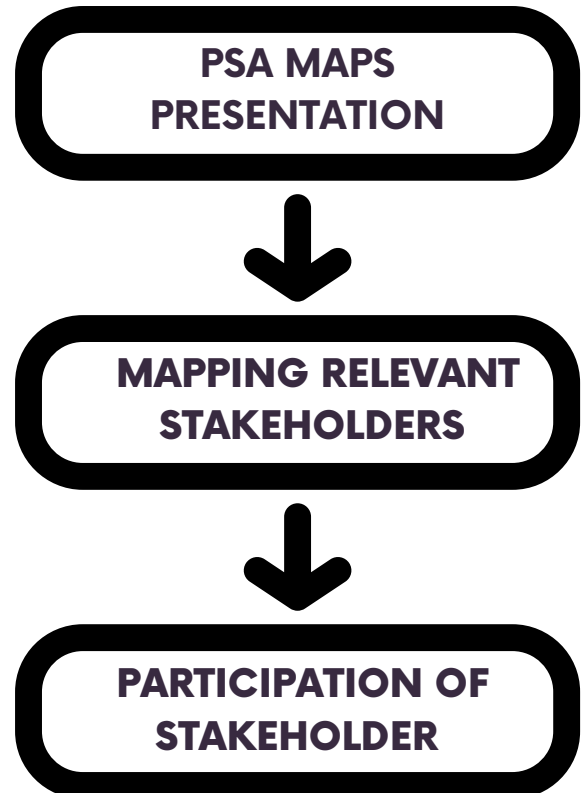 PSA MAPS
PRESENTATION
MAPPING RELEVANT
STAKEHOLDERS
PARTICIPATION OF
STAKEHOLDER